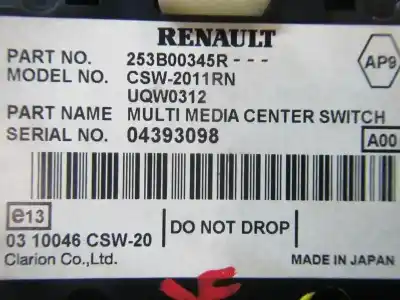 RENAULT
PART NO. 253B00345R - - -
AP9
MODEL NO. CSW-2011RN
UQW0312
PART NAME MULTI MEDIA CENTER SWITCH
SERIAL NO. 04393098
A00
e13
DO NOT DROP
03 10046 CSW-20
Clarion Co.,Ltd.
MADE IN JAPAN